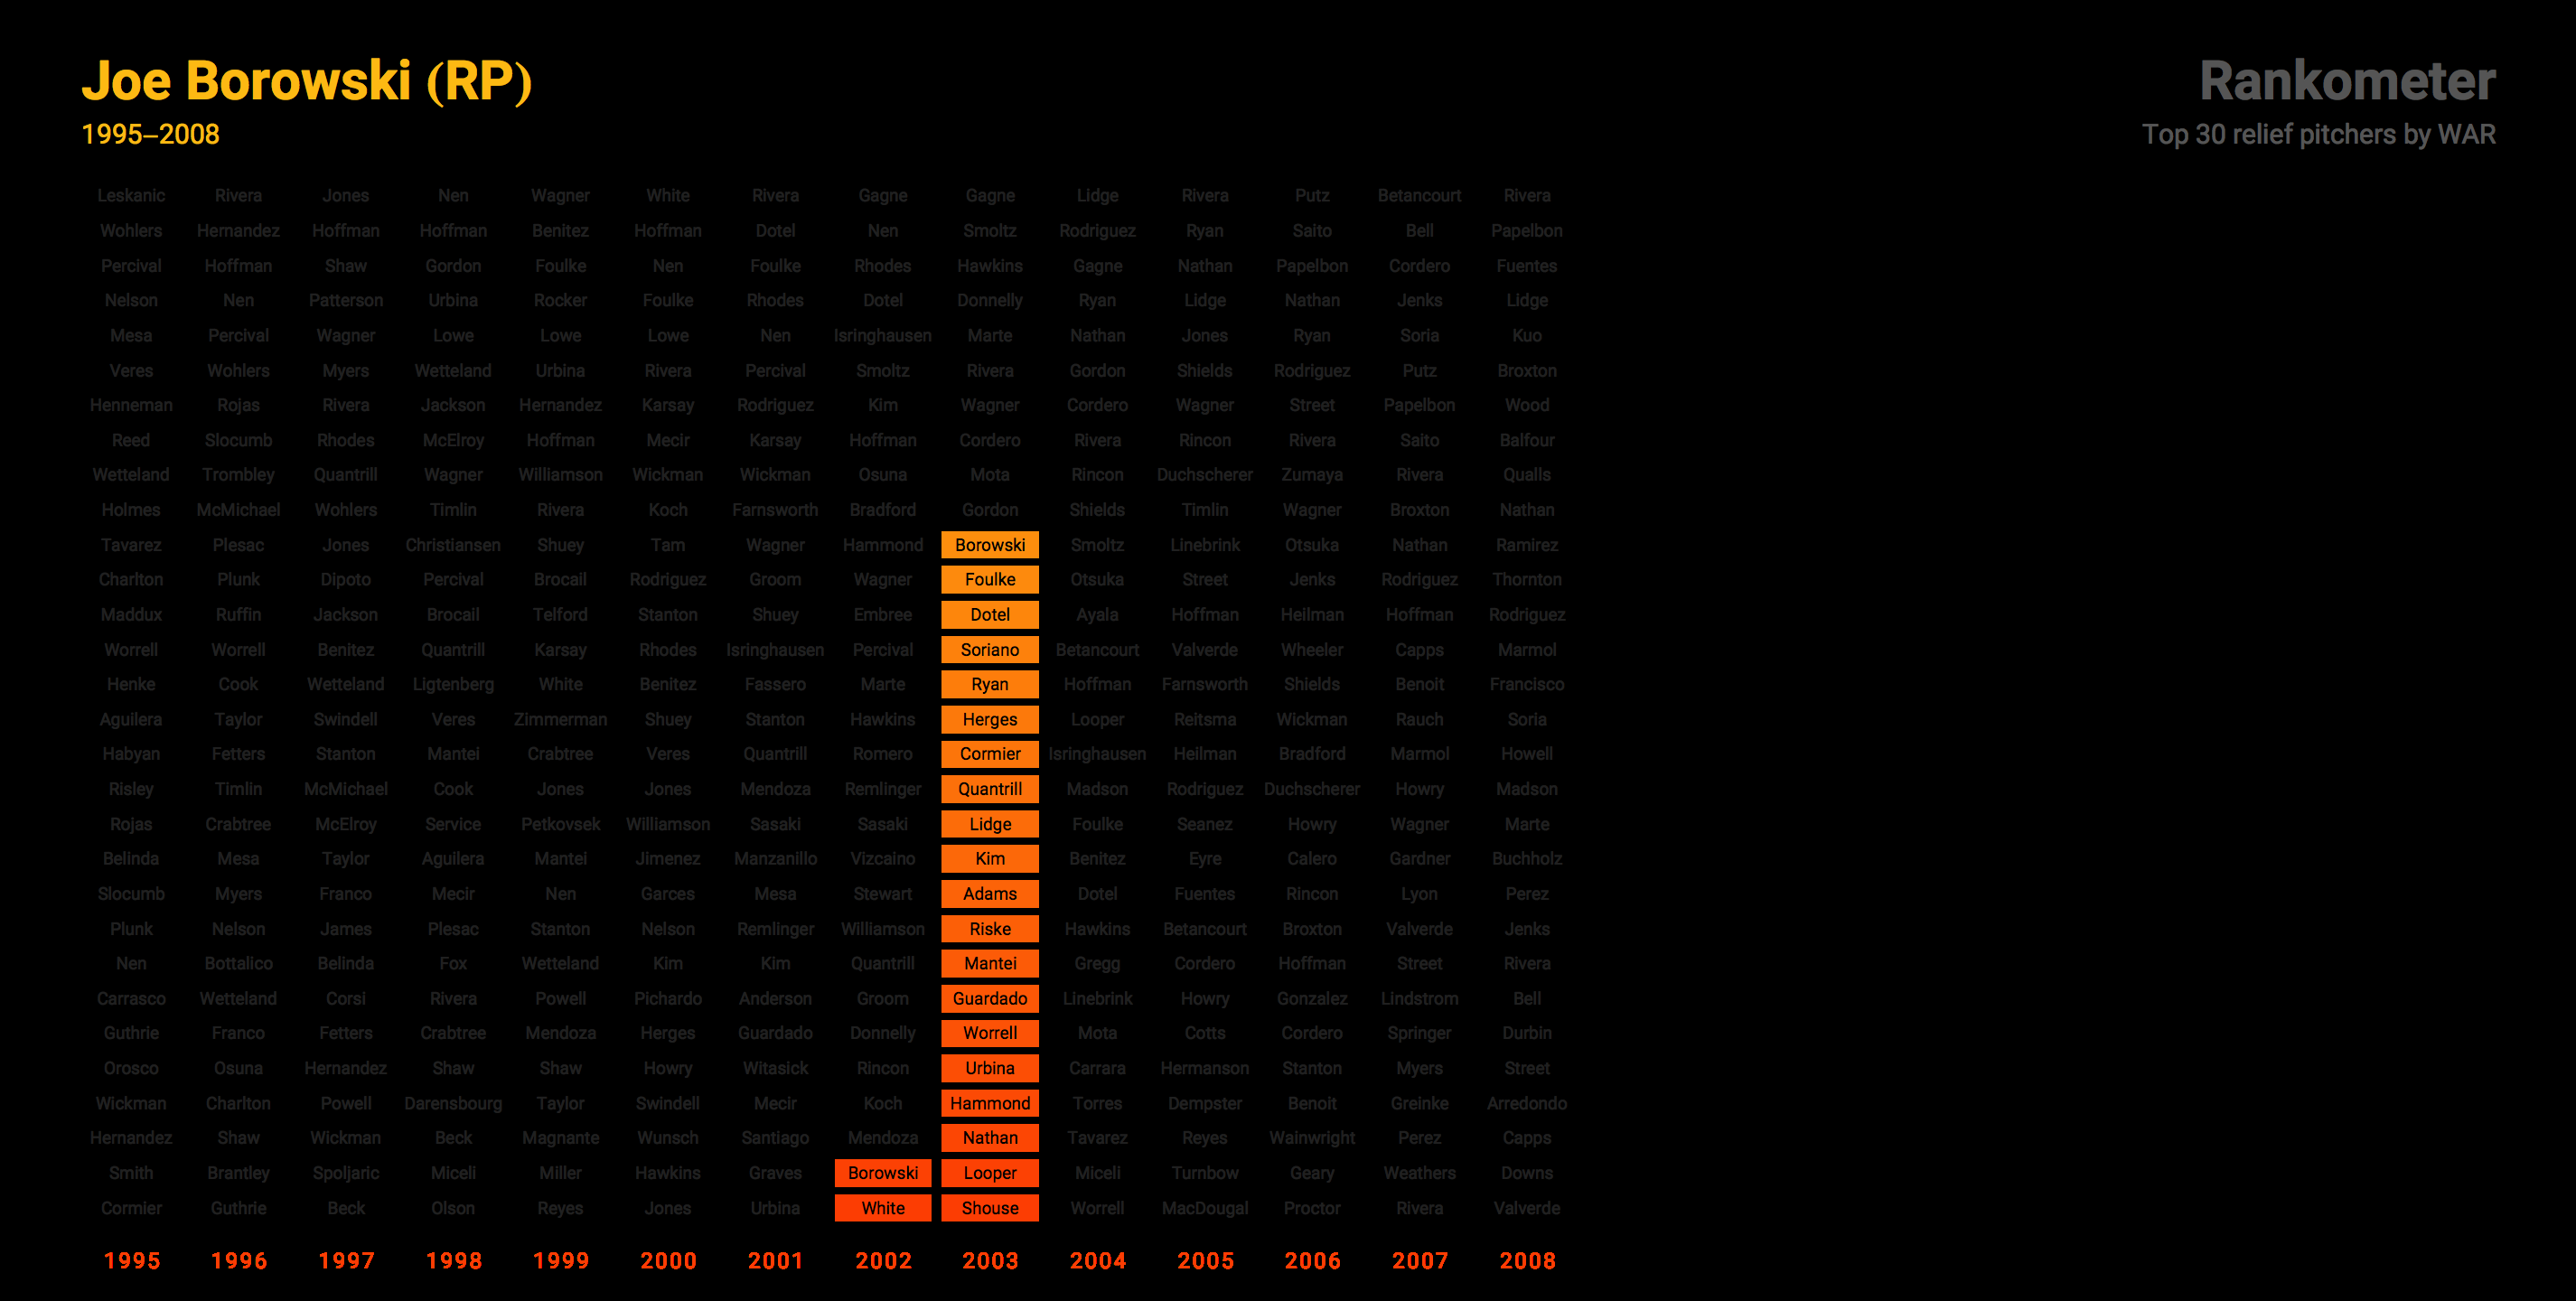 Joe Borowski (RP)
1995–2008
Rankometer
Top 30 relief pitchers by WAR
Leskanic Rivera Jones Nen Wagner White Rivera Gagne Gagne Lidge Rivera Putz Betancourt Rivera
Wohlers Hernandez Hoffman Hoffman Benitez Hoffman Dotel Nen Smoltz Rodriguez Ryan Saito Bell Papelbon
Percival Hoffman Shaw Gordon Foulke Nen Foulke Rhodes Hawkins Gagne Nathan Papelbon Cordero Fuentes
Nelson Nen Patterson Urbina Rocker Foulke Rhodes Dotel Donnelly Ryan Lidge Nathan Jenks Lidge
Mesa Percival Wagner Lowe Lowe Lowe Nen Isringhausen Marte Nathan Jones Ryan Soria Kuo
Veres Wohlers Myers Wetteland Urbina Rivera Percival Smoltz Rivera Gordon Shields Rodriguez Putz Broxton
Henneman Rojas Rivera Jackson Hernandez Karsay Rodriguez Kim Wagner Cordero Wagner Street Papelbon Wood
Reed Slocumb Rhodes McElroy Hoffman Mecir Karsay Hoffman Cordero Rivera Rincon Rivera Saito Balfour
Wetteland Trombley Quantrill Wagner Williamson Wickman Wickman Osuna Mota Rincon Duchscherer Zumaya Rivera Qualls
Holmes McMichael Wohlers Timlin Rivera Koch Farnsworth Bradford Gordon Shields Timlin Wagner Broxton Nathan
Tavarez Plesac Jones Christiansen Shuey Tam Wagner Hammond Borowski Smoltz Linebrink Otsuka Nathan Ramirez
Charlton Plunk Dipoto Percival Brocail Rodriguez Groom Wagner Foulke Otsuka Street Jenks Rodriguez Thornton
Maddux Ruffin Jackson Brocail Telford Stanton Shuey Embree Dotel Ayala Hoffman Heilman Hoffman Rodriguez
Worrell Worrell Benitez Quantrill Karsay Rhodes Isringhausen Percival Soriano Betancourt Valverde Wheeler Capps Marmol
Henke Cook Wetteland Ligtenberg White Benitez Fassero Marte Ryan Hoffman Farnsworth Shields Benoit Francisco
Aguilera Taylor Swindell Veres Zimmerman Shuey Stanton Hawkins Herges Looper Reitsma Wickman Rauch Soria
Habyan Fetters Stanton Mantei Crabtree Veres Quantrill Romero Cormier Isringhausen Heilman Bradford Marmol Howell
Risley Timlin McMichael Cook Jones Jones Mendoza Remlinger Quantrill Madson Rodriguez Duchscherer Howry Madson
Rojas Crabtree McElroy Service Petkovsek Williamson Sasaki Sasaki Lidge Foulke Seanez Howry Wagner Marte
Belinda Mesa Taylor Aguilera Mantei Jimenez Manzanillo Vizcaino Kim Benitez Eyre Calero Gardner Buchholz
Slocumb Myers Franco Mecir Nen Garces Mesa Stewart Adams Dotel Fuentes Rincon Lyon Perez
Plunk Nelson James Plesac Stanton Nelson Remlinger Williamson Riske Hawkins Betancourt Broxton Valverde Jenks
Nen Bottalico Belinda Fox Wetteland Kim Kim Quantrill Mantei Gregg Cordero Hoffman Street Rivera
Carrasco Wetteland Corsi Rivera Powell Pichardo Anderson Groom Guardado Linebrink Howry Gonzalez Lindstrom Bell
Guthrie Franco Fetters Crabtree Mendoza Herges Guardado Donnelly Worrell Mota Cotts Cordero Springer Durbin
Orosco Osuna Hernandez Shaw Shaw Howry Witasick Rincon Urbina Carrara Hermanson Stanton Myers Street
Wickman Charlton Powell Darensbourg Taylor Swindell Mecir Koch Hammond Torres Dempster Benoit Greinke Arredondo
Hernandez Shaw Wickman Beck Magnante Wunsch Santiago Mendoza Nathan Tavarez Reyes Wainwright Perez Capps
Smith Brantley Spoljaric Miceli Miller Hawkins Graves Borowski Looper Miceli Turnbow Geary Weathers Downs
Cormier Guthrie Beck Olson Reyes Jones Urbina White Shouse Worrell MacDougal Proctor Rivera Valverde
1995 1996 1997 1998 1999 2000 2001 2002 2003 2004 2005 2006 2007 2008